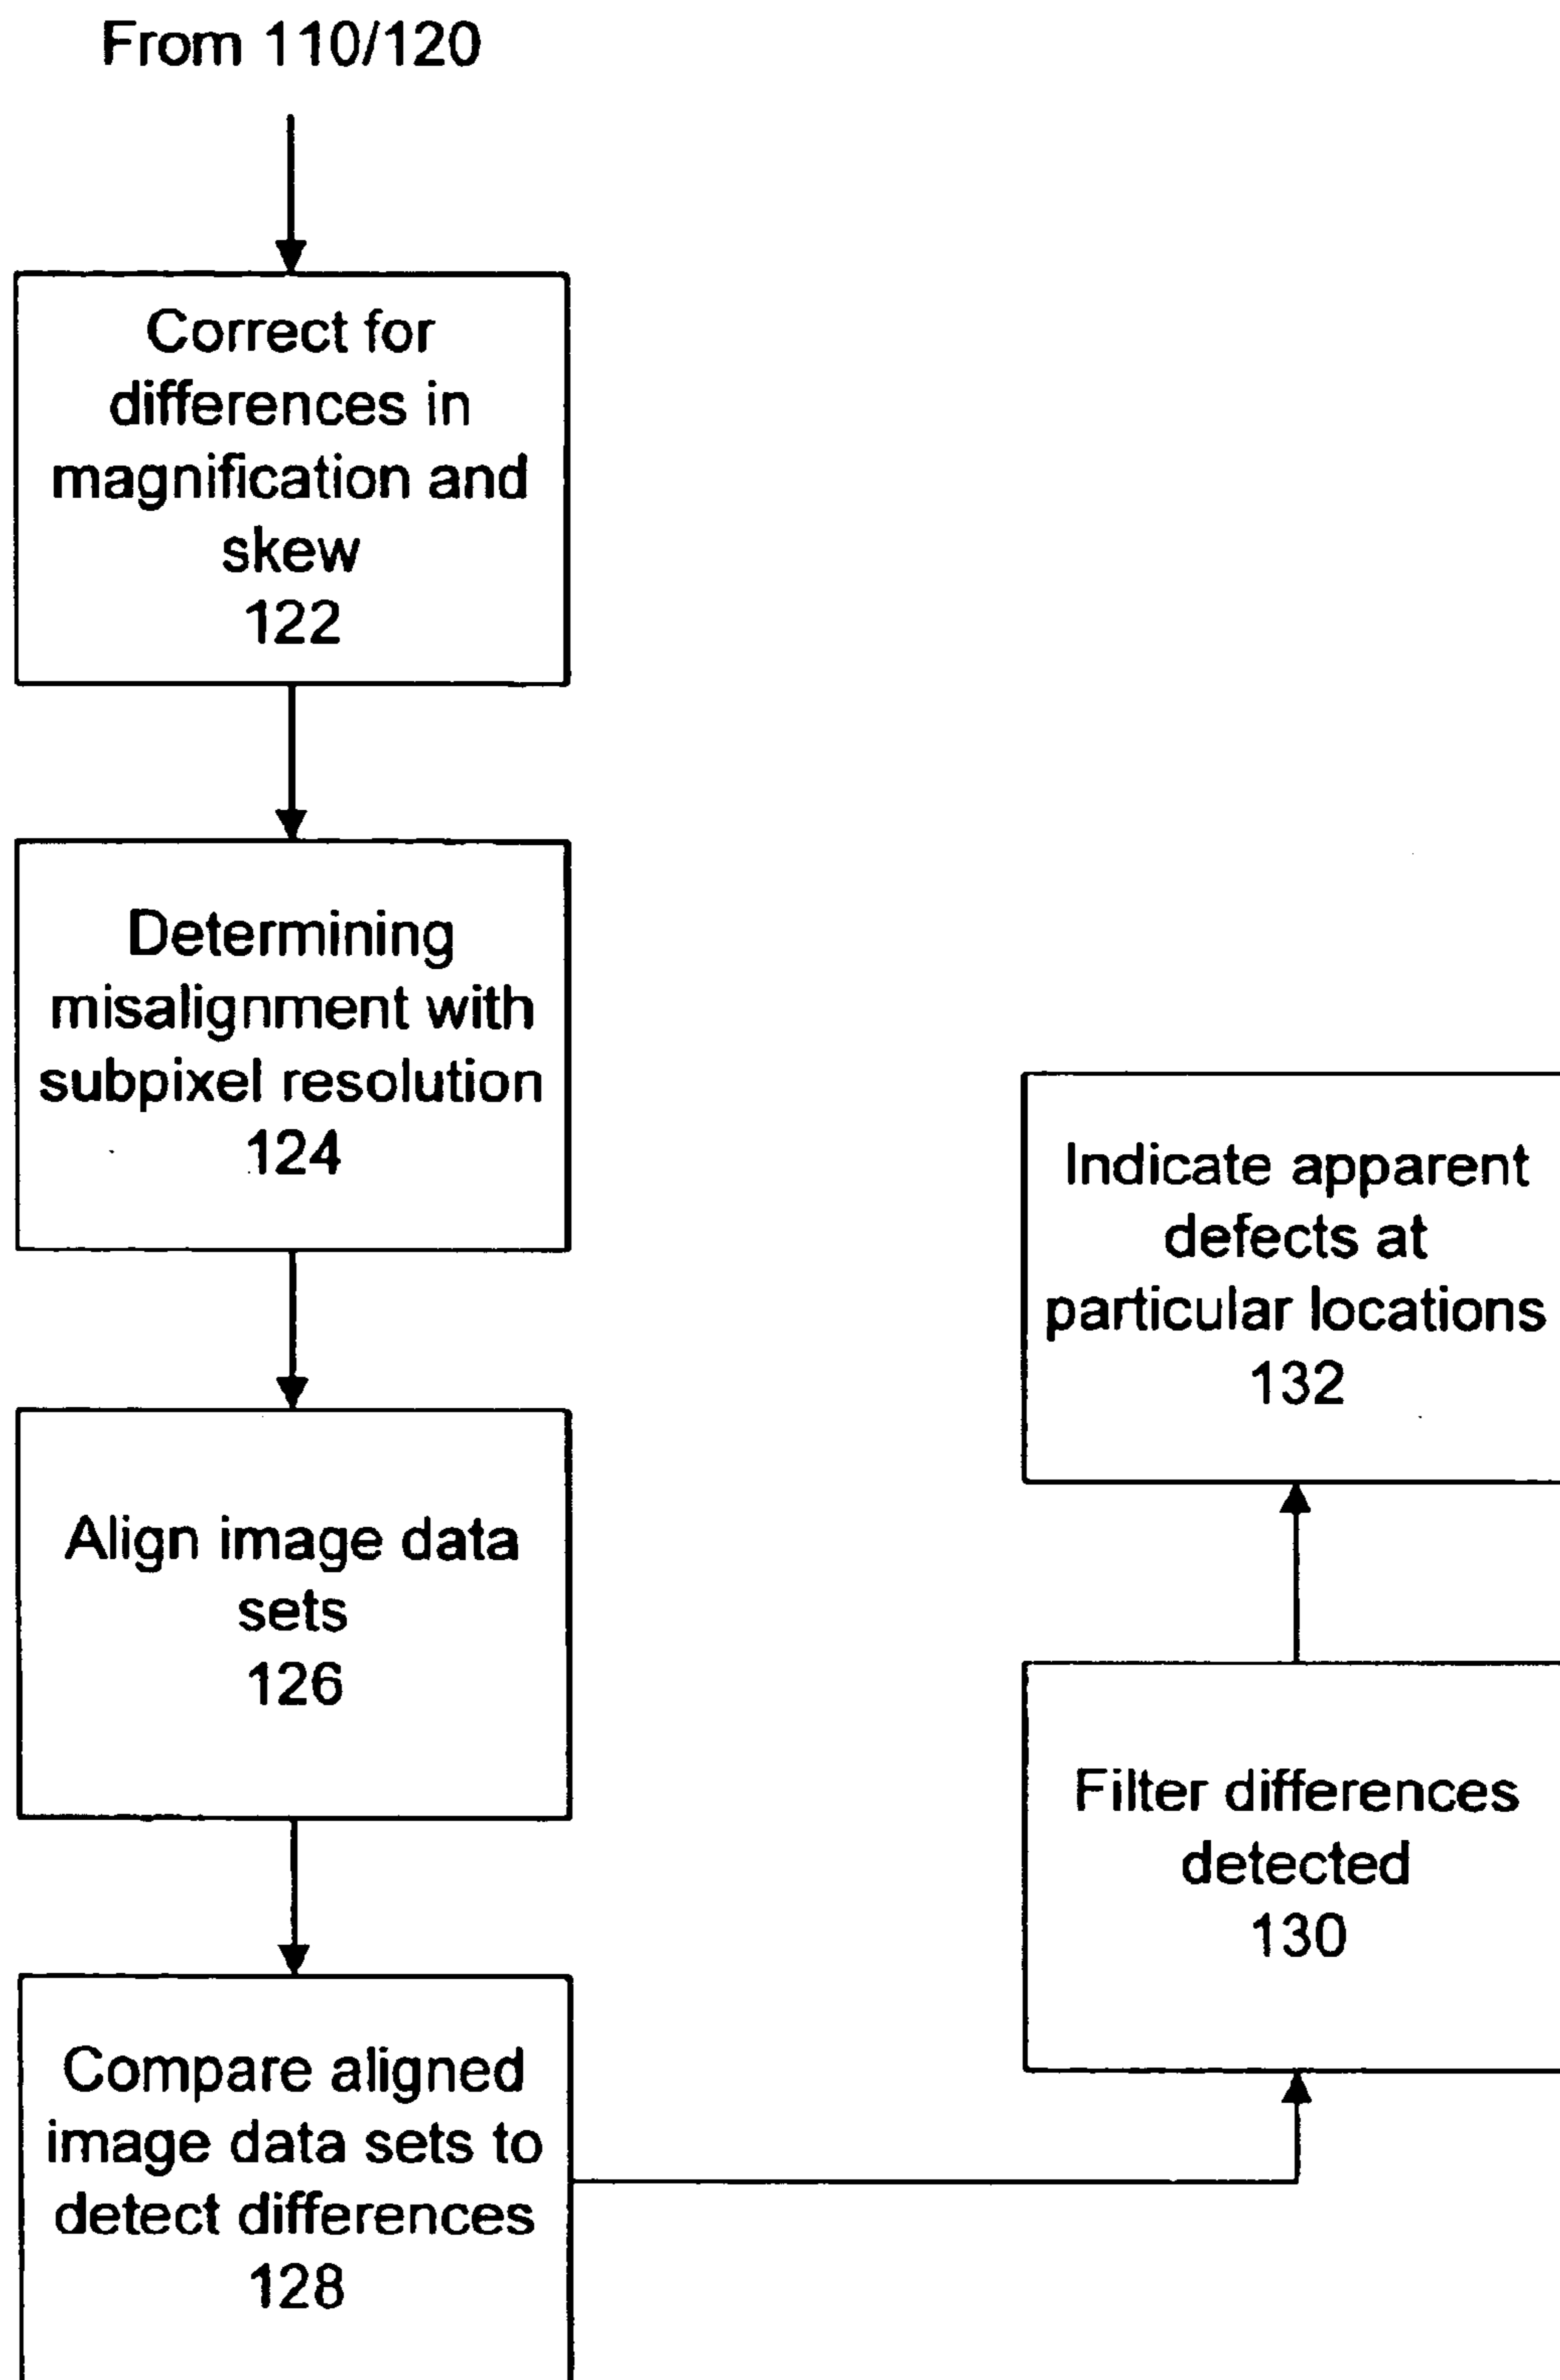 From 110/120
Correct for
differences in
magnification and
skew
122
Determining
misalignment with
subpixel resolution
124
Align image data
sets
126
Compare aligned
image data sets to
detect differences
128
Filter differences
detected
130
Indicate apparent
defects at
particular locations
132